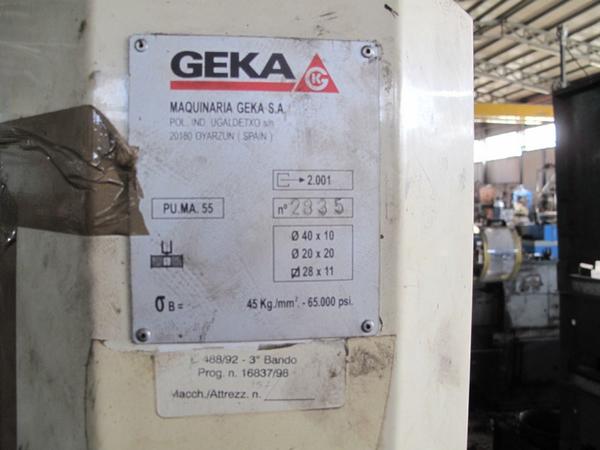 GEKA
MAQUINARIA GEKA S.A.
POL. IND. UGALDETXO s/n
20180 OYARZUN ( SPAIN )
2.001
PU.MA. 55
nº 2835
Ø 40 x 10
Ø 20 x 20
28 x 11
σ B = 45 Kg./mm². - 65.000 psi.
488/92 - 3° Bando
Prog. n. 16837/98
Macch./Attrezz. n.